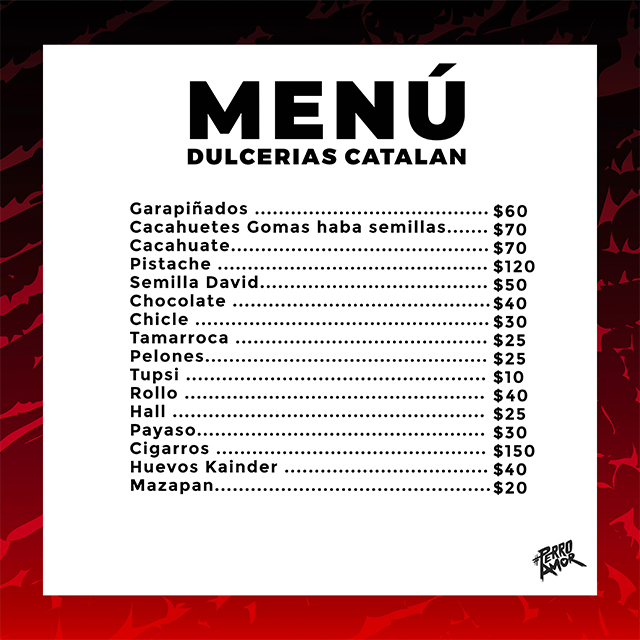 MENÚ
DULCERIAS CATALAN
Garapiñados ....................................... $60
Cacahuetes Gomas haba semillas....... $70
Cacahuate........................................... $70
Pistache ............................................. $120
Semilla David...................................... $50
Chocolate ........................................... $40
Chicle ................................................. $30
Tamarroca .......................................... $25
Pelones............................................... $25
Tupsi .................................................. $10
Rollo .................................................. $40
Hall .................................................... $25
Payaso................................................ $30
Cigarros ............................................. $150
Huevos Kainder .................................. $40
Mazapan.............................................. $20
#PERRO
AMOR